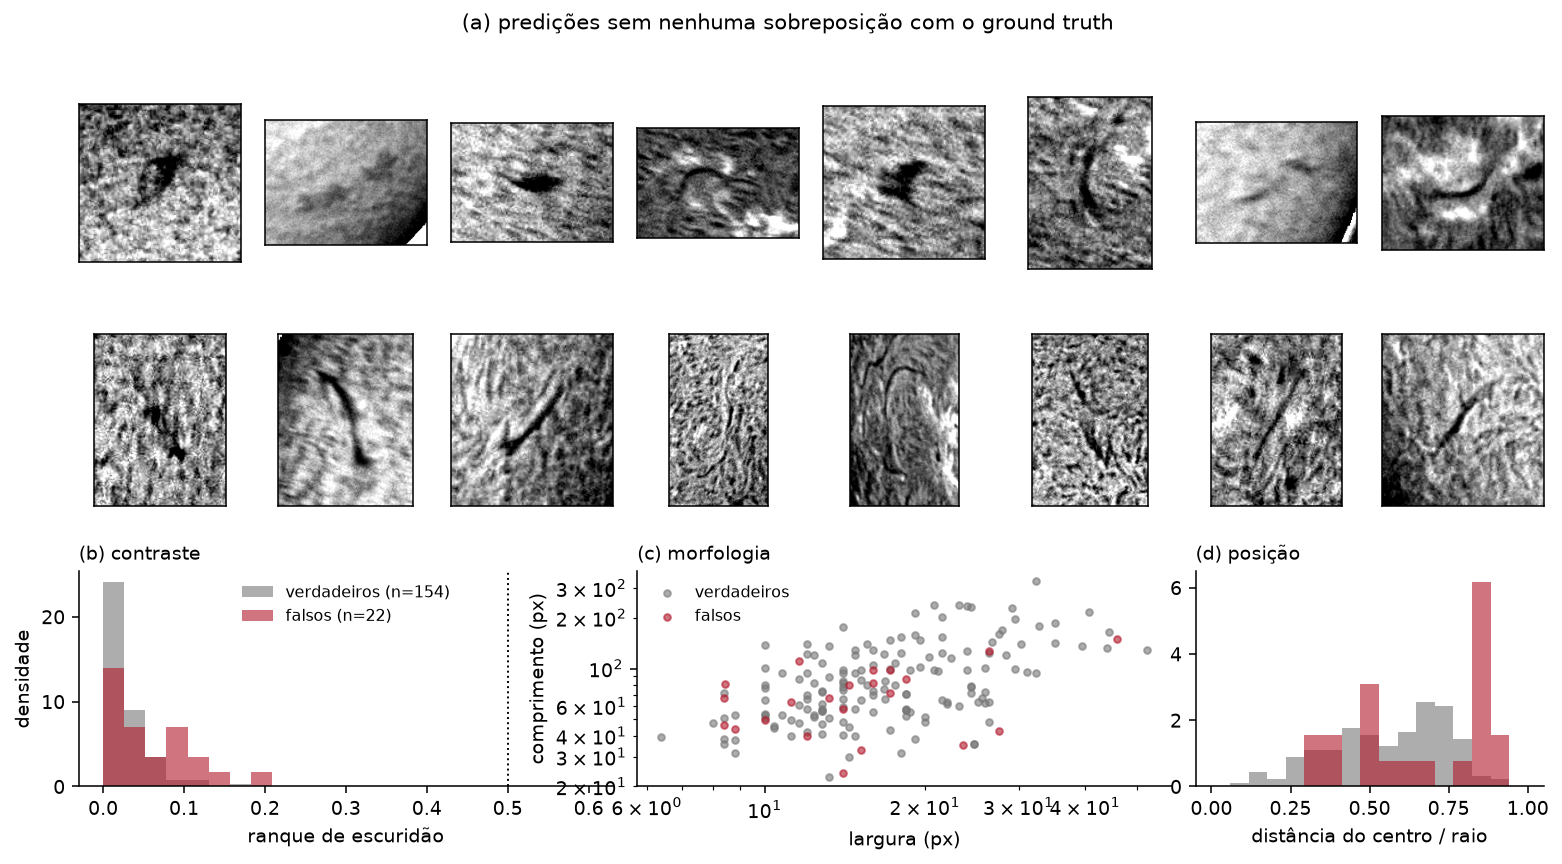 (a) predições sem nenhuma sobreposição com o ground truth
(b) contraste
verdadeiros (n=154)
falsos (n=22)
densidade
20
10
0
0.0 0.1 0.2 0.3 0.4 0.5 0.6
ranque de escuridão
(c) morfologia
verdadeiros
falsos
comprimento (px)
3 × 10²
2 × 10²
10²
6 × 10¹
4 × 10¹
3 × 10¹
2 × 10¹
6 × 10⁰ 10¹ 2 × 10¹ 3 × 10¹ 4 × 10¹
largura (px)
(d) posição
6
4
2
0
0.00 0.25 0.50 0.75 1.00
distância do centro / raio